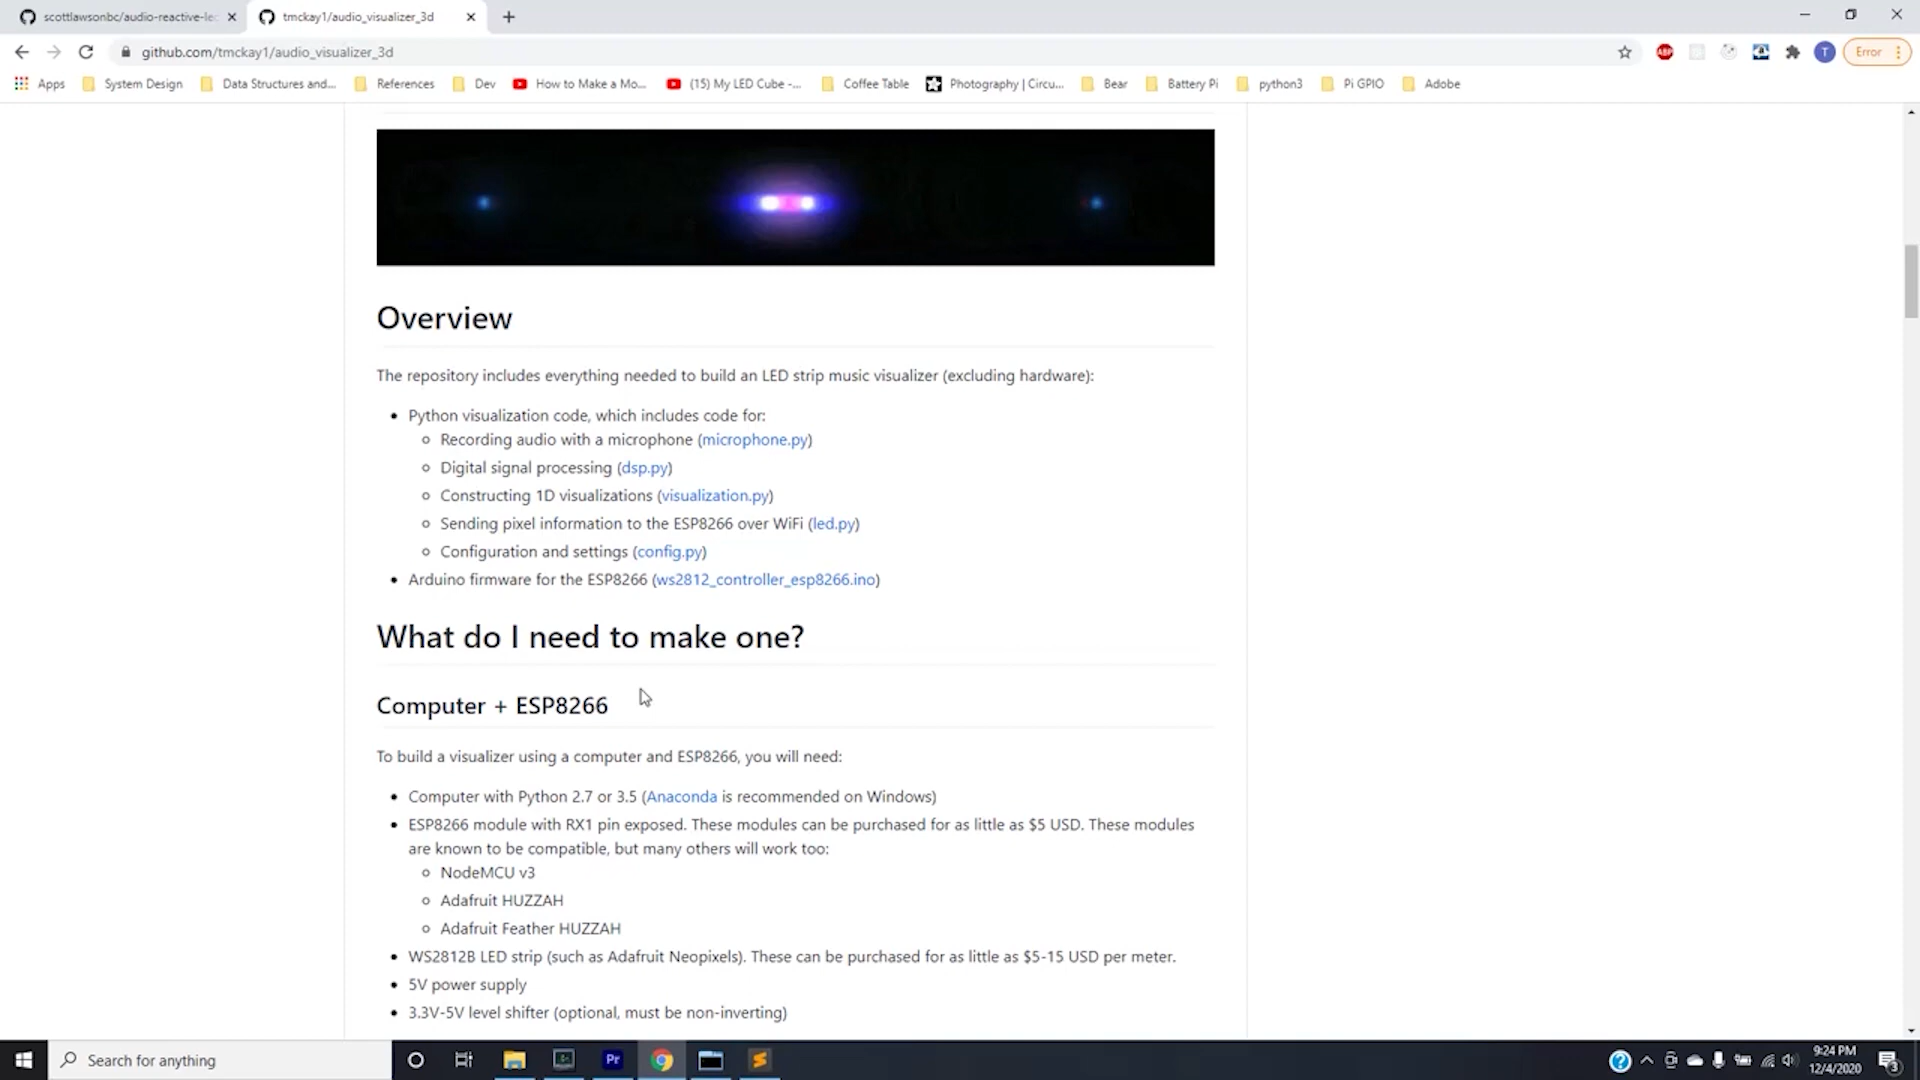 scottlawsonbc/audio-reactive-led
tmckay1/audio_visualizer_3d
github.com/tmckay1/audio_visualizer_3d
ABP
T
Error
Apps
System Design
Data Structures and...
References
Dev
How to Make a Mo...
(15) My LED Cube -...
Coffee Table
Photography | Circu...
Bear
Battery Pi
python3
Pi GPIO
Adobe
Overview
The repository includes everything needed to build an LED strip music visualizer (excluding hardware):
Python visualization code, which includes code for:
Recording audio with a microphone (microphone.py)
Digital signal processing (dsp.py)
Constructing 1D visualizations (visualization.py)
Sending pixel information to the ESP8266 over WiFi (led.py)
Configuration and settings (config.py)
Arduino firmware for the ESP8266 (ws2812_controller_esp8266.ino)
What do I need to make one?
Computer + ESP8266
To build a visualizer using a computer and ESP8266, you will need:
Computer with Python 2.7 or 3.5 (Anaconda is recommended on Windows)
ESP8266 module with RX1 pin exposed. These modules can be purchased for as little as $5 USD. These modules
are known to be compatible, but many others will work too:
NodeMCU v3
Adafruit HUZZAH
Adafruit Feather HUZZAH
WS2812B LED strip (such as Adafruit Neopixels). These can be purchased for as little as $5-15 USD per meter.
5V power supply
3.3V-5V level shifter (optional, must be non-inverting)
Search for anything
Pr
9:24 PM
12/4/2020
3